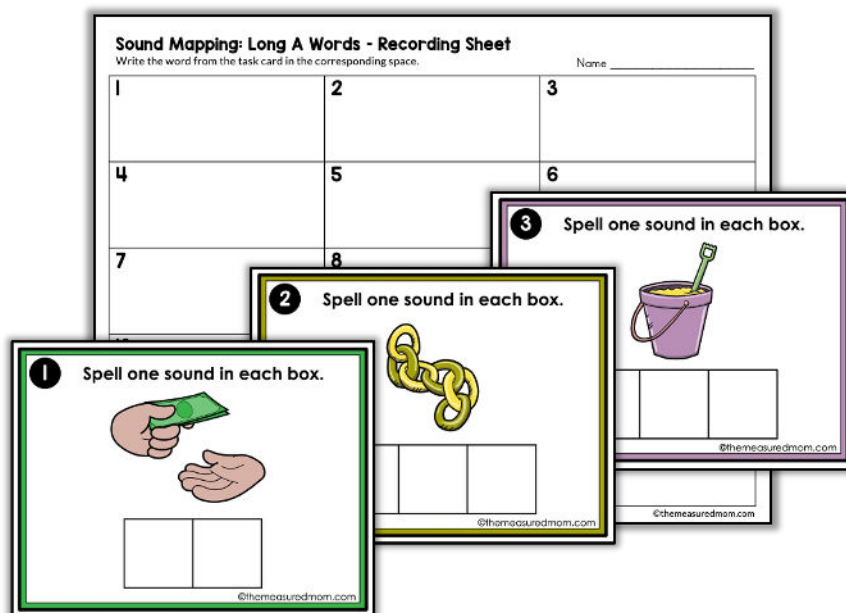 Sound Mapping: Long A Words - Recording Sheet
Write the word from the task card in the corresponding space.
Name
1
2
3
4
5
6
7
8
3 Spell one sound in each box.
©themeasuredmom.com
2 Spell one sound in each box.
©themeasuredmom.com
1 Spell one sound in each box.
©themeasuredmom.com
©themeasuredmom.com